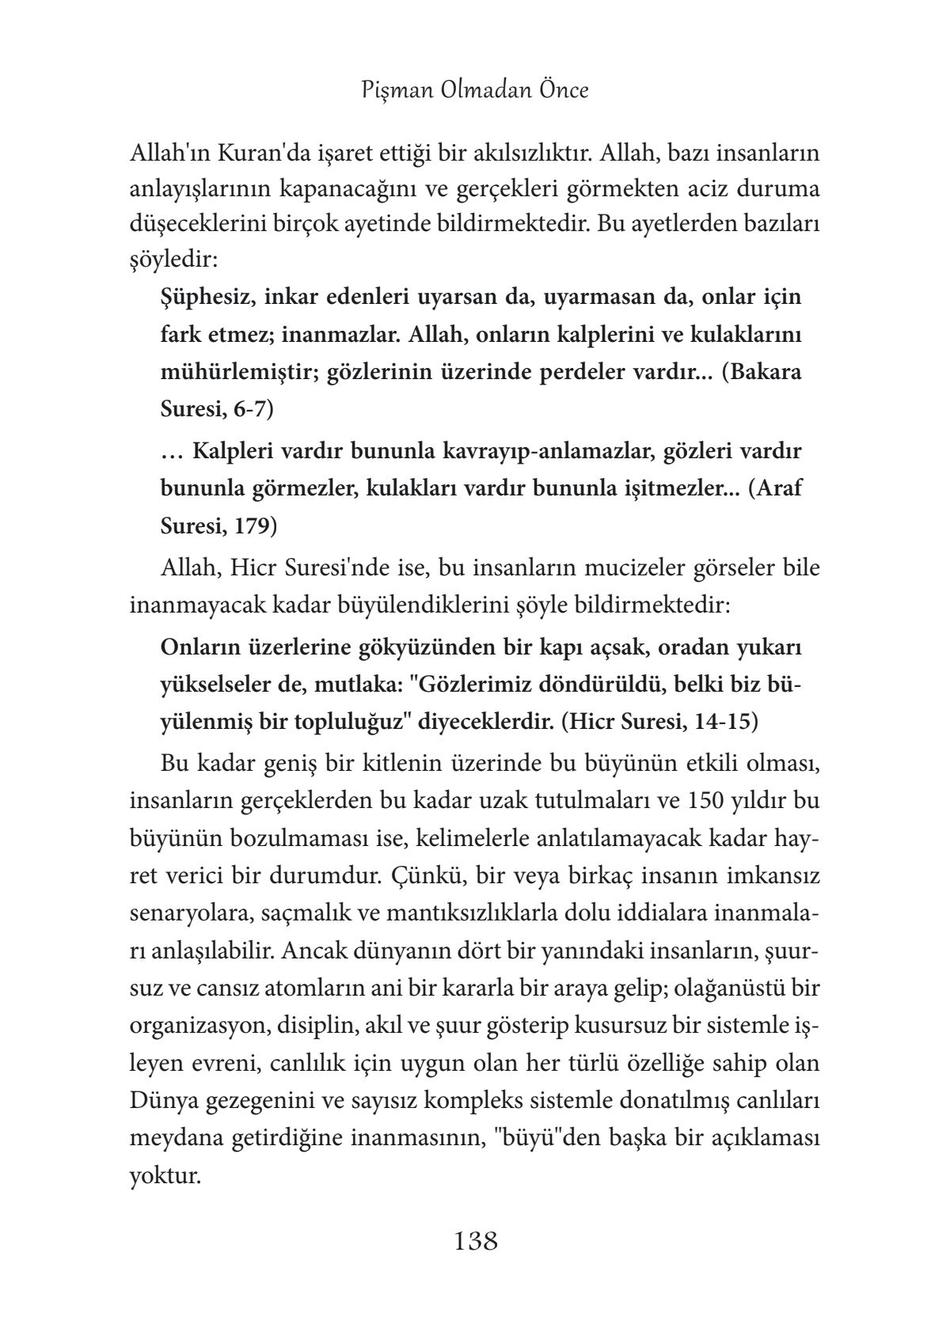 Pişman Olmadan Önce
Allah'ın Kuran'da işaret ettiği bir akılsızlıktır. Allah, bazı insanların
anlayışlarının kapanacağını ve gerçekleri görmekten aciz duruma
düşeceklerini birçok ayetinde bildirmektedir. Bu ayetlerden bazıları
şöyledir:
Şüphesiz, inkar edenleri uyarsan da, uyarmasan da, onlar için
fark etmez; inanmazlar. Allah, onların kalplerini ve kulaklarını
mühürlemiştir; gözlerinin üzerinde perdeler vardır... (Bakara
Suresi, 6-7)
… Kalpleri vardır bununla kavrayıp-anlamazlar, gözleri vardır
bununla görmezler, kulakları vardır bununla işitmezler... (Araf
Suresi, 179)
Allah, Hicr Suresi'nde ise, bu insanların mucizeler görseler bile
inanmayacak kadar büyülendiklerini şöyle bildirmektedir:
Onların üzerlerine gökyüzünden bir kapı açsak, oradan yukarı
yükselseler de, mutlaka: "Gözlerimiz döndürüldü, belki biz bü-
yülenmiş bir topluluğuz" diyeceklerdir. (Hicr Suresi, 14-15)
Bu kadar geniş bir kitlenin üzerinde bu büyünün etkili olması,
insanların gerçeklerden bu kadar uzak tutulmaları ve 150 yıldır bu
büyünün bozulmaması ise, kelimelerle anlatılamayacak kadar hay-
ret verici bir durumdur. Çünkü, bir veya birkaç insanın imkansız
senaryolara, saçmalık ve mantıksızlıklarla dolu iddialara inanmala-
rı anlaşılabilir. Ancak dünyanın dört bir yanındaki insanların, şuur-
suz ve cansız atomların ani bir kararla bir araya gelip; olağanüstü bir
organizasyon, disiplin, akıl ve şuur gösterip kusursuz bir sistemle iş-
leyen evreni, canlılık için uygun olan her türlü özelliğe sahip olan
Dünya gezegenini ve sayısız kompleks sistemle donatılmış canlıları
meydana getirdiğine inanmasının, "büyü"den başka bir açıklaması
yoktur.
138